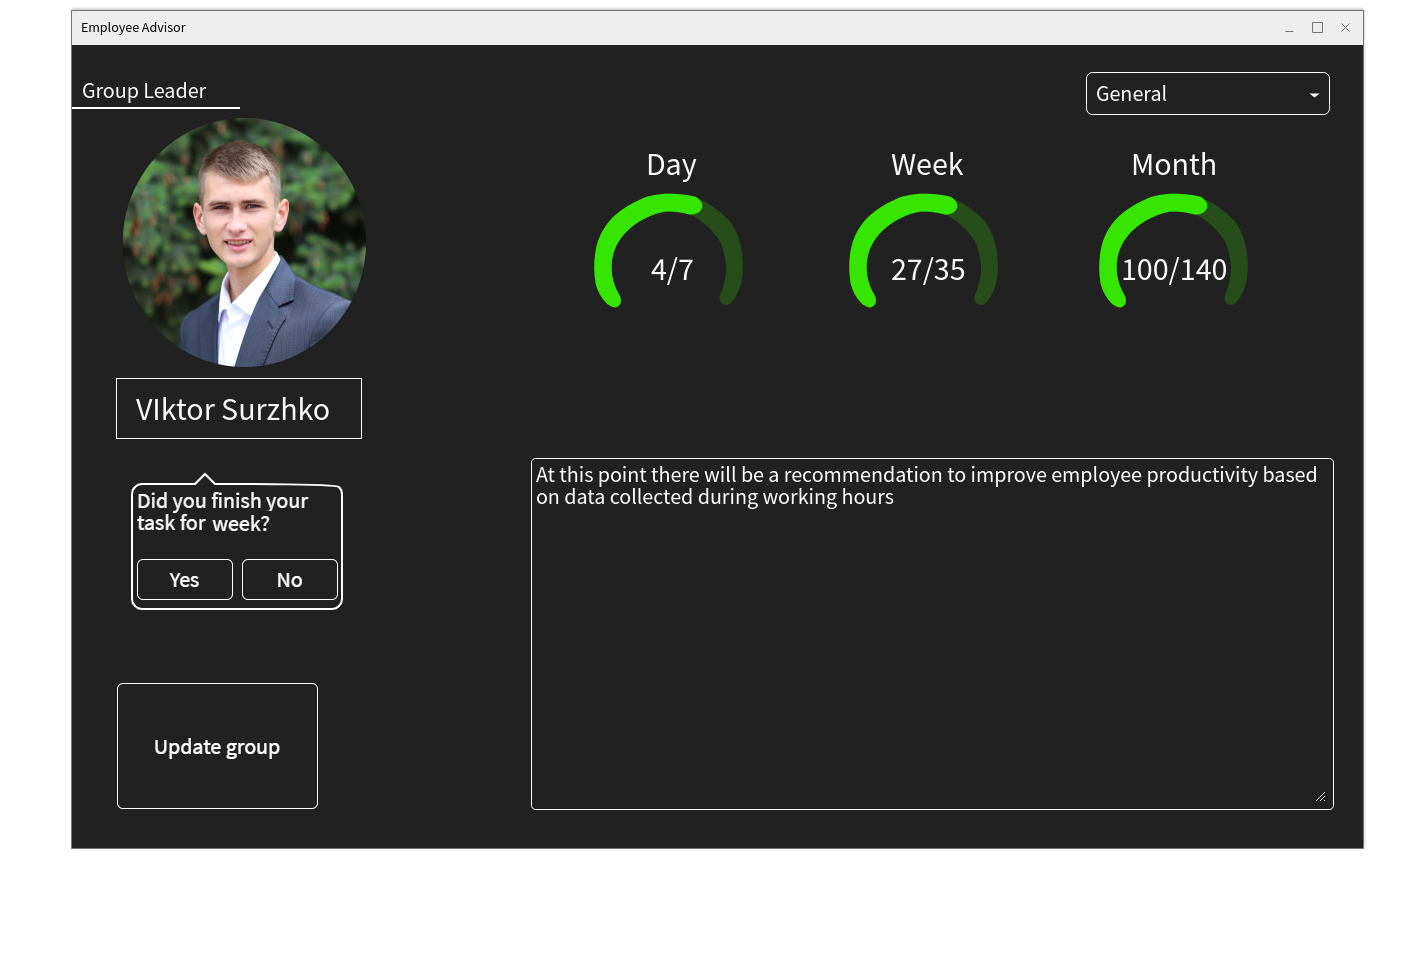 Employee Advisor
Group Leader
General
Day
Week
Month
4/7
27/35
100/140
VIktor Surzhko
Did you finish your
task for week?
Yes
No
Update group
At this point there will be a recommendation to improve employee productivity based
on data collected during working hours